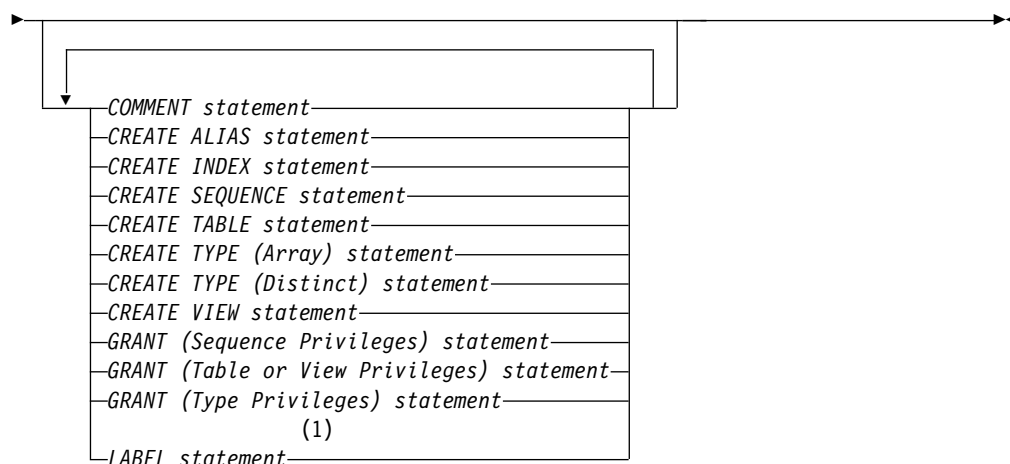 COMMENT statement
CREATE ALIAS statement
CREATE INDEX statement
CREATE SEQUENCE statement
CREATE TABLE statement
CREATE TYPE (Array) statement
CREATE TYPE (Distinct) statement
CREATE VIEW statement
GRANT (Sequence Privileges) statement
GRANT (Table or View Privileges) statement
GRANT (Type Privileges) statement
(1)
LABEL statement